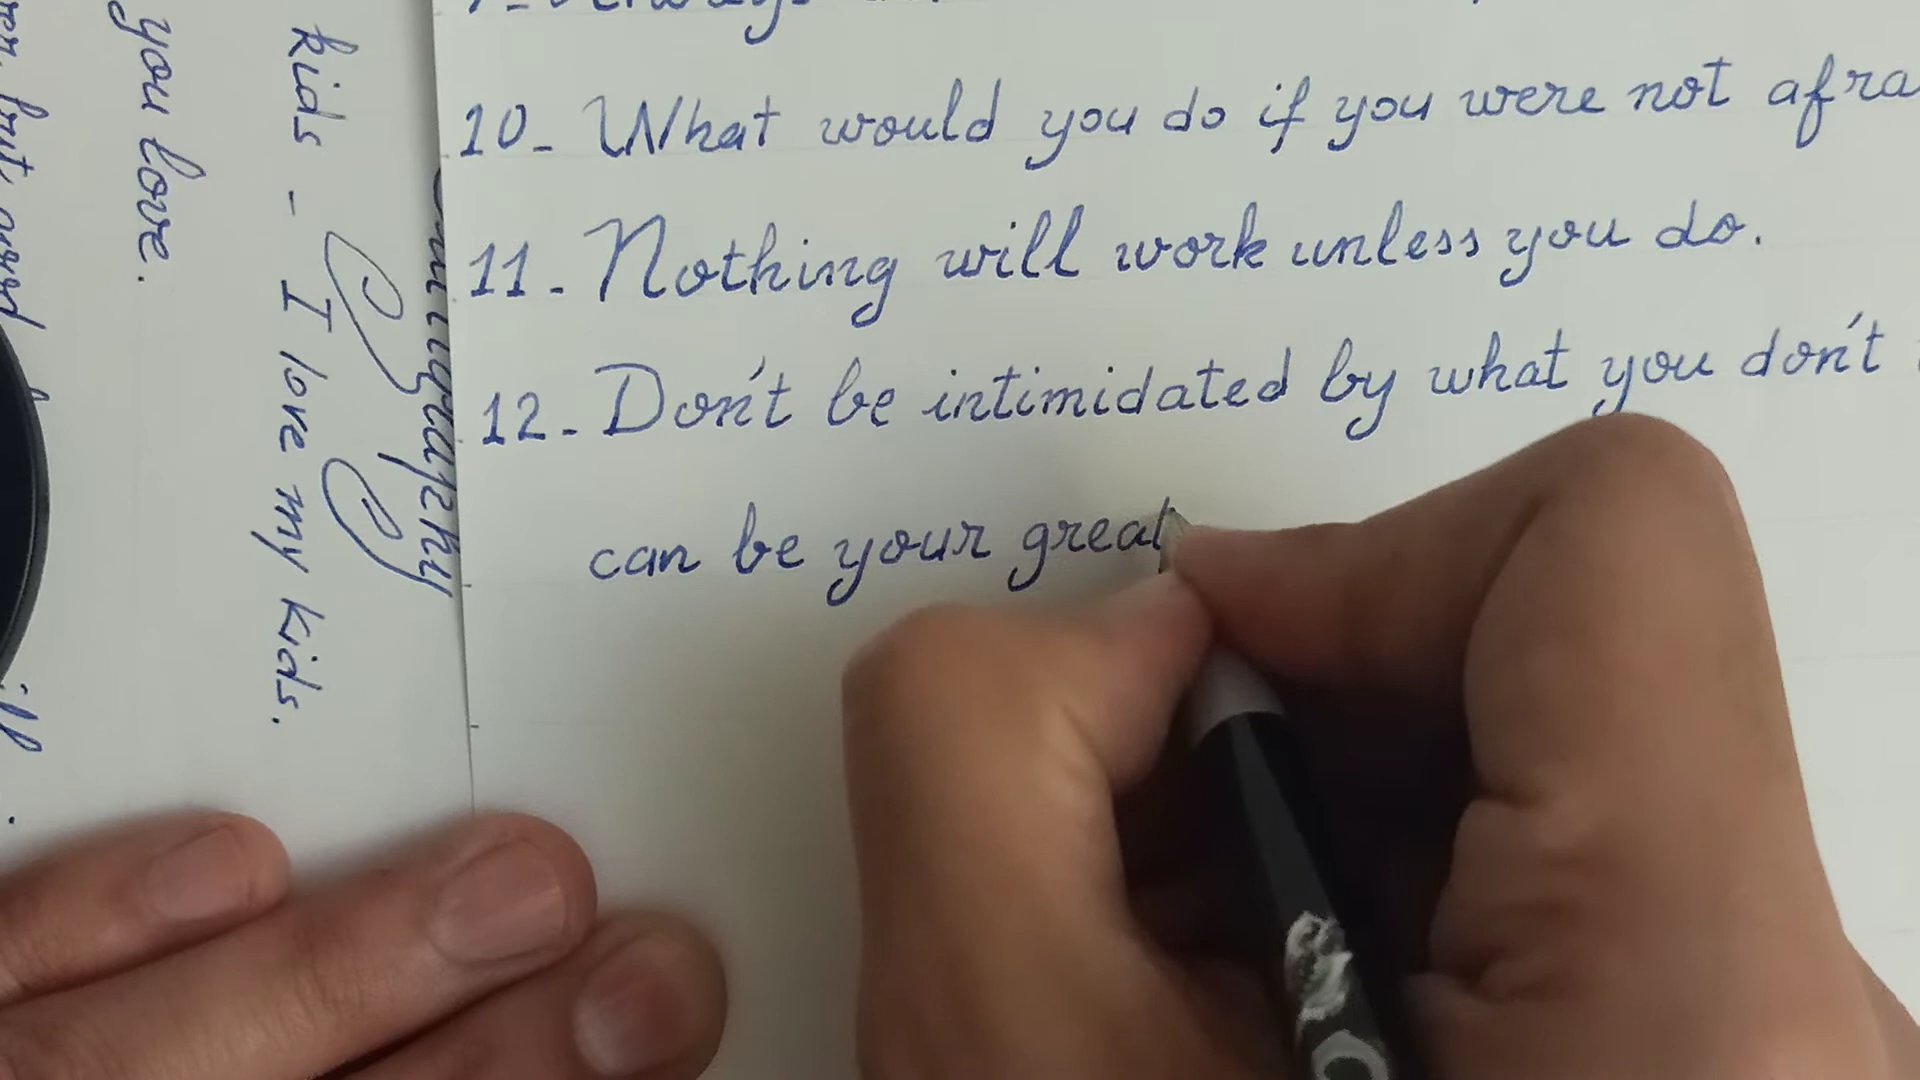 10- What would you do if you were not afra
11- Nothing will work unless you do.
12- Don't be intimidated by what you don't
can be your great
you love.
kids - I love my kids.
Calligraphy